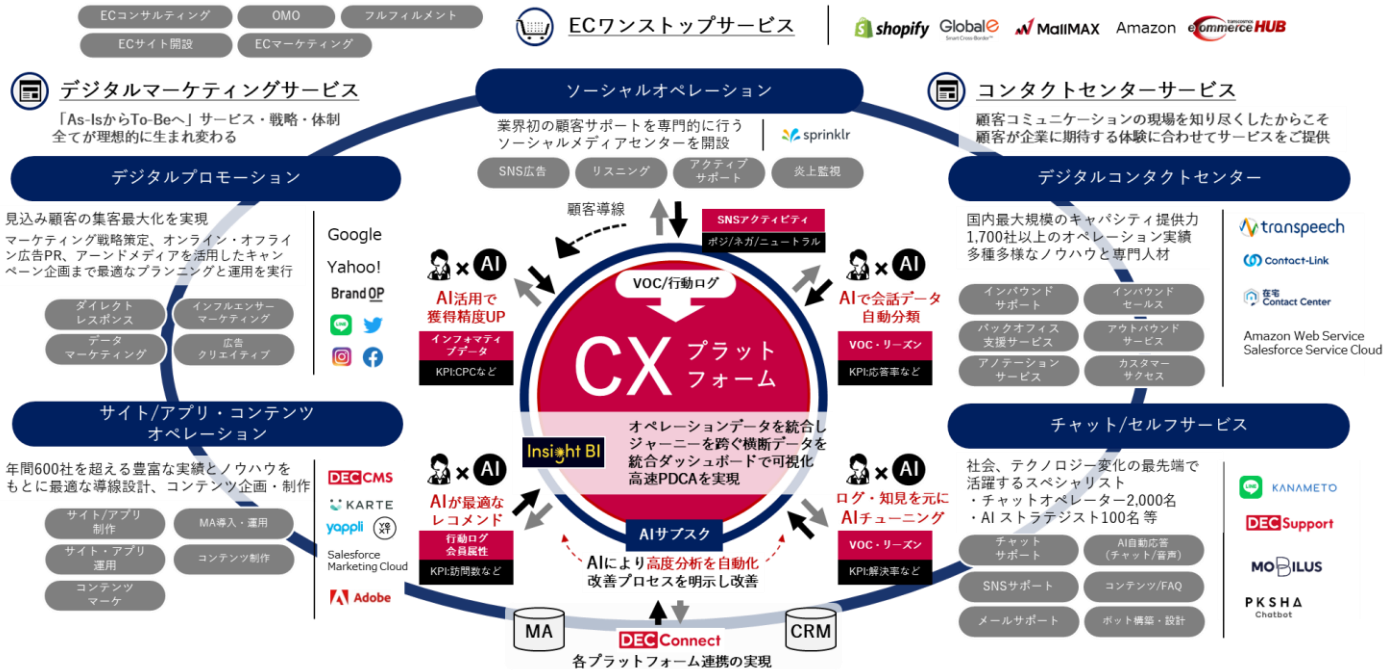 ECコンサルティング
OMO
フルフィルメント
ECサイト開設
ECマーケティング
ECワンストップサービス
shopify
Globale
Smart Cross-Border™
MallMAX
Amazon
transcosmos
eCommerce HUB
デジタルマーケティングサービス
「As-IsからTo-Beへ」サービス・戦略・体制
全てが理想的に生まれ変わる
ソーシャルオペレーション
業界初の顧客サポートを専門的に行う
ソーシャルメディアセンターを開設
sprinklr
SNS広告
リスニング
アクティブ
サポート
炎上監視
コンタクトセンターサービス
顧客コミュニケーションの現場を知り尽くしたからこそ
顧客が企業に期待する体験に合わせてサービスをご提供
デジタルプロモーション
見込み顧客の集客最大化を実現
マーケティング戦略策定、オンライン・オフライ
ン広告PR、アーンドメディアを活用したキャン
ペーン企画まで最適なプランニングと運用を実行
ダイレクト
レスポンス
インフルエンサー
マーケティング
データ
マーケティング
広告
クリエイティブ
Google
Yahoo!
BrandOP
LINE
デジタルコンタクトセンター
国内最大規模のキャパシティ提供力
1,700社以上のオペレーション実績
多種多様なノウハウと専門人材
インバウンド
サポート
インバウンド
セールス
バックオフィス
支援サービス
アウトバウンド
サービス
アノテーション
サービス
カスタマー
サクセス
transpeech
Contact-Link
在宅
Contact Center
Amazon Web Service
Salesforce Service Cloud
顧客導線
SNSアクティビティ
ポジ/ネガ/ニュートラル
×AI
AI活用で
獲得精度UP
インフォマティ
ブデータ
KPI:CPCなど
×AI
AIで会話データ
自動分類
VOC・リーズン
KPI:応答率など
VOC/行動ログ
CX プラット
フォーム
Insight BI
オペレーションデータを統合し
ジャーニーを跨ぐ横断データを
統合ダッシュボードで可視化
高速PDCAを実現
AIサブスク
AIにより高度分析を自動化
改善プロセスを明示し改善
×AI
AIが最適な
レコメンド
行動ログ
会員属性
KPI:訪問数など
×AI
ログ・知見を元に
AIチューニング
VOC・リーズン
KPI:解決率など
サイト/アプリ・コンテンツ
オペレーション
年間600社を超える豊富な実績とノウハウを
もとに最適な導線設計、コンテンツ企画・制作
サイト/アプリ
制作
MA導入・運用
サイト・アプリ
運用
コンテンツ制作
コンテンツ
マーケ
DECCMS
KARTE
yappli
yext
Salesforce
Marketing Cloud
Adobe
チャット/セルフサービス
社会、テクノロジー変化の最先端で
活躍するスペシャリスト
・チャットオペレーター2,000名
・AI ストラテジスト100名 等
チャット
サポート
AI自動応答
(チャット/音声)
SNSサポート
コンテンツ/FAQ
メールサポート
ボット構築・設計
LINE
KANAMETO
DECSupport
MOBILUS
PKSHA
Chatbot
MA
DECConnect
CRM
各プラットフォーム連携の実現